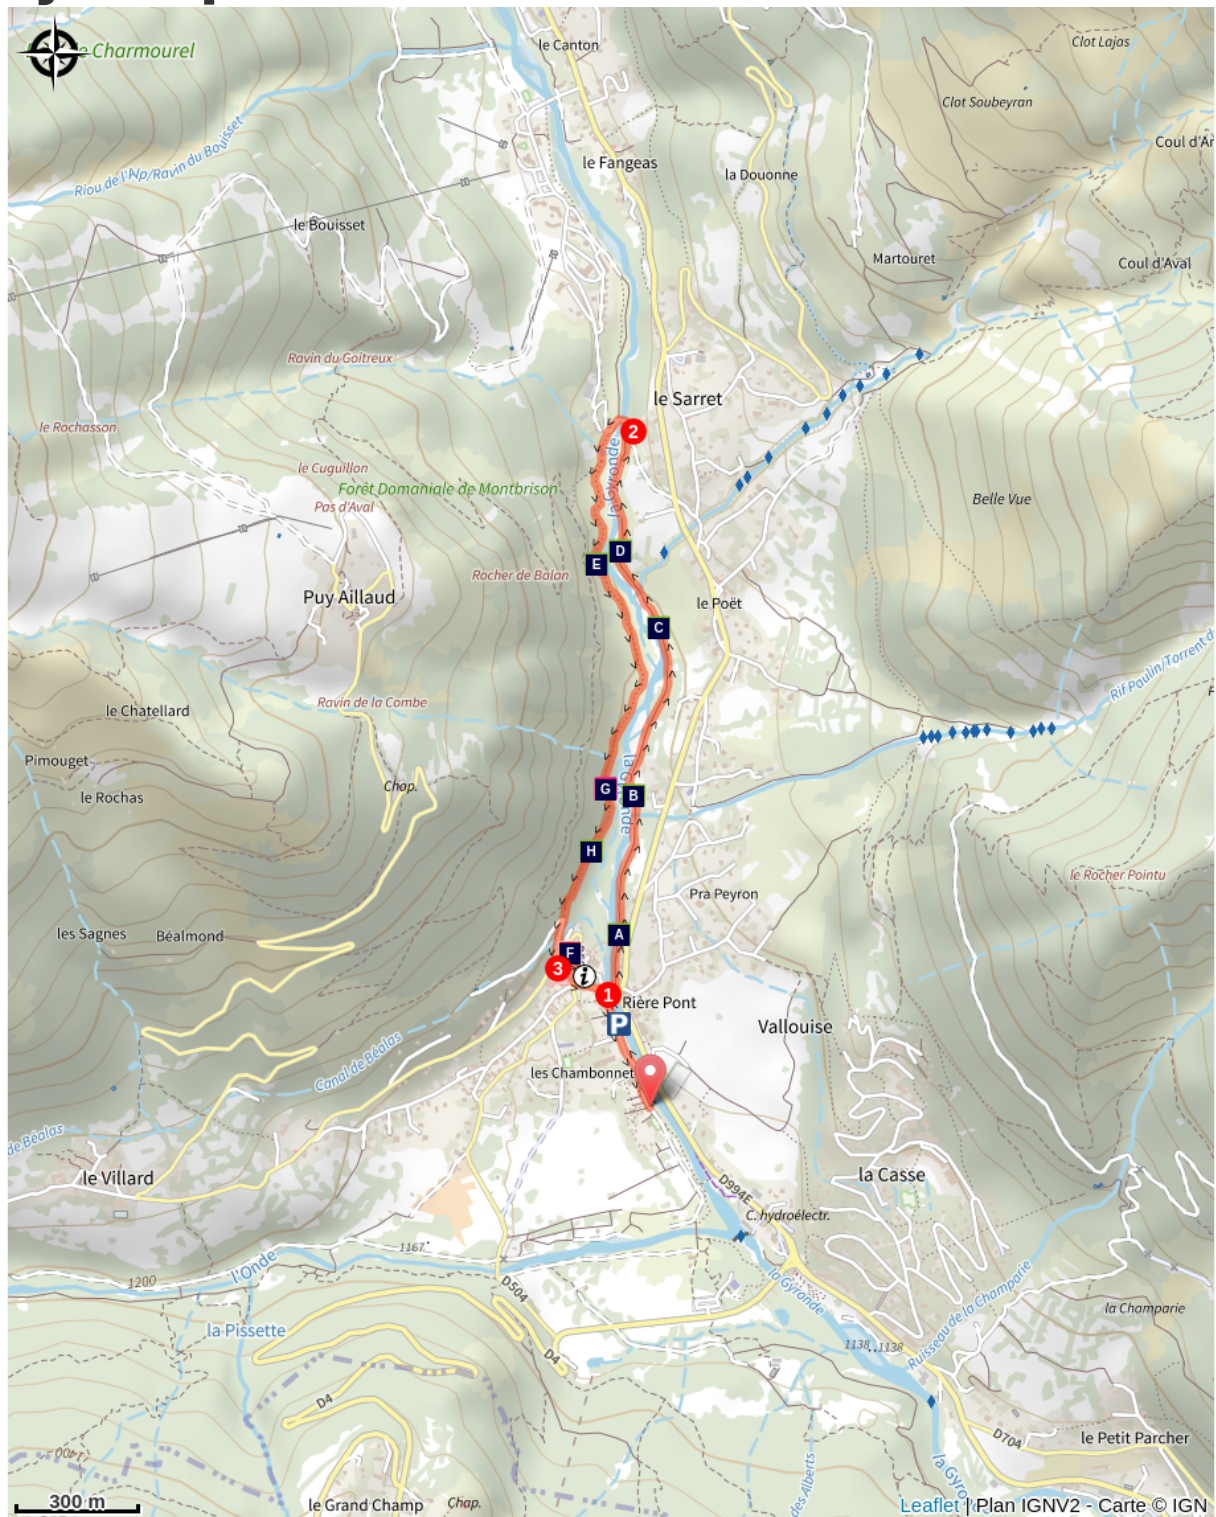 le Canton
Clot Lajas
Charmourel
Clot Soubeyran
Coul d'Ar
le Fangeas
la Douonne
Riou de l'Alp/Ravin du Bouisset
le Bouisset
Martouret
Coul d'Aval
Ravin du Goitreux
le Sarret
le Rochasson
2
la Gyronde
le Cuguillon
Forêt Domaniale de Montbrison
Pas d'Aval
Belle Vue
D
E
Rocher de Balan
Puy Aillaud
le Poët
C
Rif Paulin/Torrent d
Ravin de la Combe
le Chatellard
Pimouget
Chap.
le Rochas
G
B
H
le Rocher Pointu
Pra Peyron
les Sagnes
Béalmond
A
F
3
i
1
Rière Pont
P
Vallouise
Canal de Béalas
les Chambonnet
de Béalas
le Villard
la Casse
D994E
C. hydroélectr.
1167
l'Onde
1200
la Gyronde
D504
la Pissette
Ruisseau de la Champarie
la Champarie
1138
1138
D4
D4
D704
le Petit Parcher
1400
la Gyro
des Alberts
300 m
le Grand Champ
Chap.
Leaflet | Plan IGNV2 - Carte © IGN